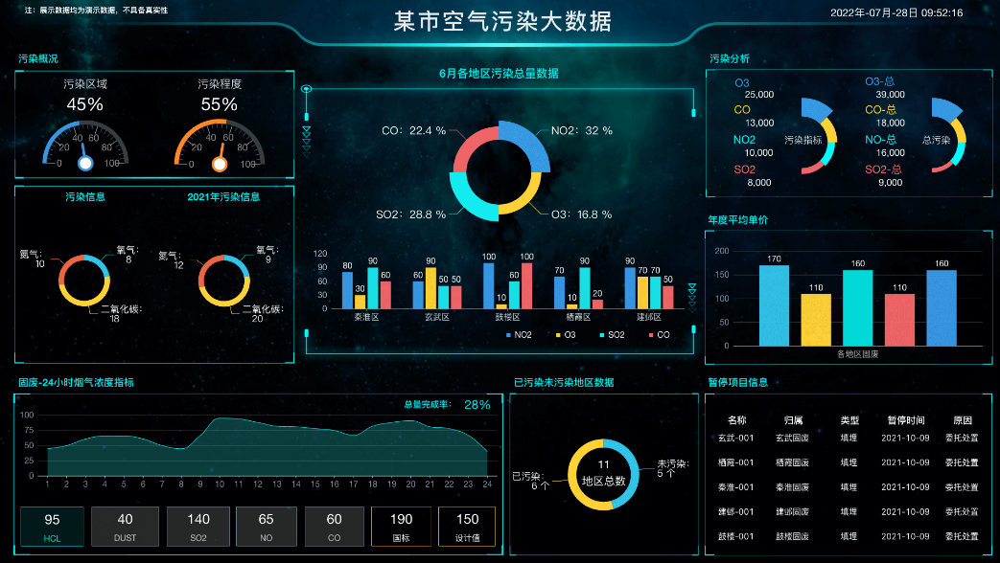 注：展示数据均为演示数据，不具备真实性
某市空气污染大数据
2022年-07月-28日 09:52:16
污染概况
污染区域
45%
0 20 40 60 80 100
污染程度
55%
0 20 40 60 80 100
污染信息
氮气：10
氧气：8
二氧化碳：18
2021年污染信息
氮气：12
氧气：9
二氧化碳：20
6月各地区污染总量数据
CO：22.4 %
NO2：32 %
SO2：28.8 %
O3：16.8 %
120
90
60
30
0
80 30 90 60
60 90 50 50
100 10 60 100
70 10 90 20
90 70 70 50
秦淮区 玄武区 鼓楼区 栖霞区 建邺区
NO2 O3 SO2 CO
污染分析
O3
25,000
CO
13,000
NO2
10,000
SO2
8,000
污染指标
O3-总
39,000
CO-总
18,000
NO-总
16,000
SO2-总
9,000
总污染
年度平均单价
200
150
100
50
0
170 110 160 110 160
各地区固废
固废-24小时烟气浓度指标
总量完成率： 28%
100
75
50
25
0
1 2 3 4 5 6 7 8 9 10 11 12 13 14 15 16 17 18 19 20 21 22 23 24
95
HCL
40
DUST
140
SO2
65
NO
60
CO
190
国标
150
设计值
已污染未污染地区数据
已污染：6 个
11
地区总数
未污染：5 个
暂停项目信息
名称 归属 类型 暂停时间 原因
玄武-001 玄武固废 填埋 2021-10-09 委托处置
栖霞-001 栖霞固废 填埋 2021-10-09 委托处置
秦淮-001 秦淮固废 填埋 2021-10-09 委托处置
建邺-001 建邺固废 填埋 2021-10-09 委托处置
鼓楼-001 鼓楼固废 填埋 2021-10-09 委托处置